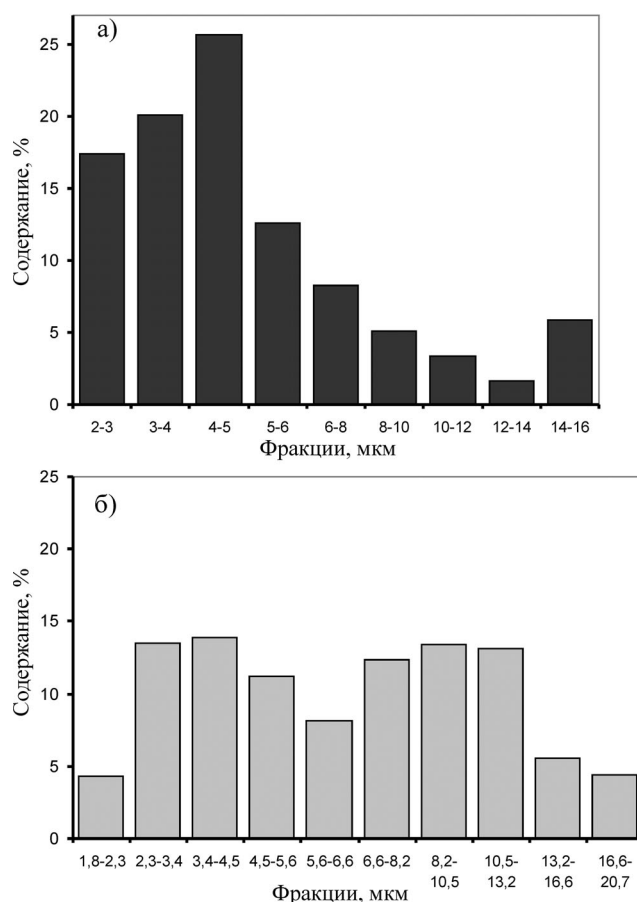 а)
Содержание, %
25
20
15
10
5
0
2-3 3-4 4-5 5-6 6-8 8-10 10-12 12-14 14-16
Фракции, мкм
б)
Содержание, %
25
20
15
10
5
0
1,8-2,3 2,3-3,4 3,4-4,5 4,5-5,6 5,6-6,6 6,6-8,2 8,2- 10,5- 13,2- 16,6-
10,5 13,2 16,6 20,7
Фракции, мкм